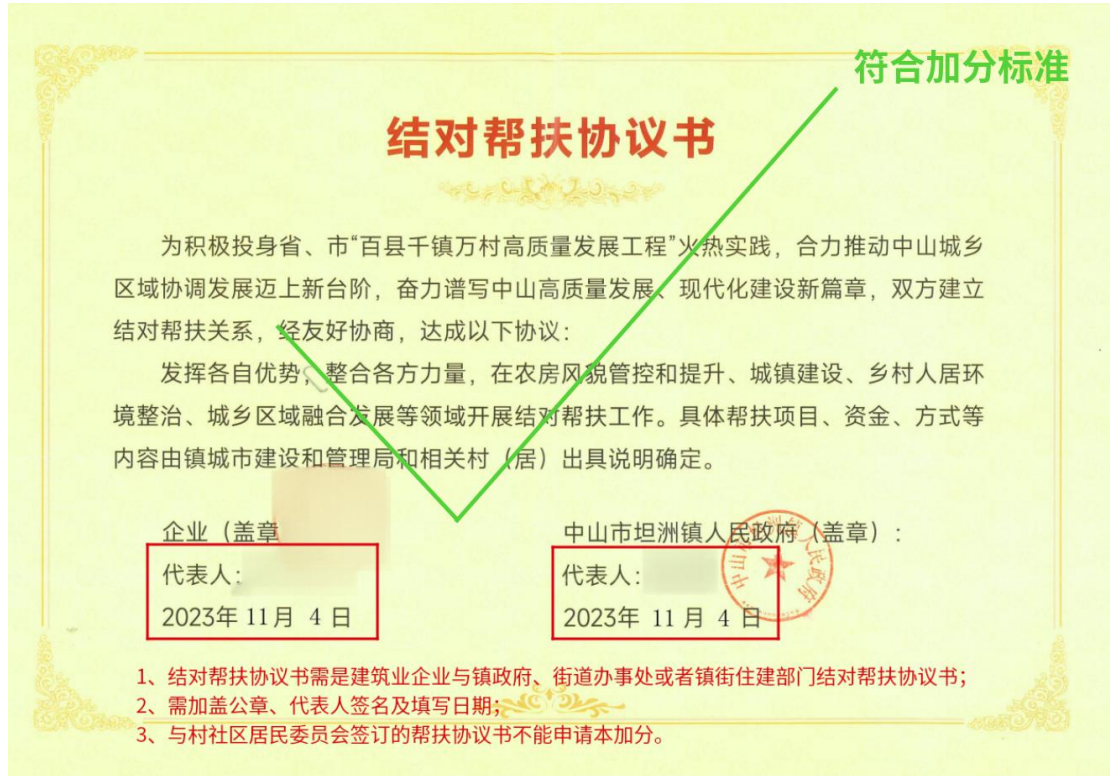 符合加分标准
结对帮扶协议书
为积极投身省、市“百县千镇万村高质量发展工程”火热实践，合力推动中山城乡
区域协调发展迈上新台阶，奋力谱写中山高质量发展、现代化建设新篇章，双方建立
结对帮扶关系，经友好协商，达成以下协议：
发挥各自优势，整合各方力量，在农房风貌管控和提升、城镇建设、乡村人居环
境整治、城乡区域融合发展等领域开展结对帮扶工作。具体帮扶项目、资金、方式等
内容由镇城市建设和管理局和相关村（居）出具说明确定。
企业（盖章
中山市坦洲镇人民政府（盖章）:
代表人:
代表人:
2023年 11月 4 日
2023年 11 月 4 日
中山市坦洲镇人民政府
1、结对帮扶协议书需是建筑业企业与镇政府、街道办事处或者镇街住建部门结对帮扶协议书；
2、需加盖公章、代表人签名及填写日期；
3、与村社区居民委员会签订的帮扶协议书不能申请本加分。